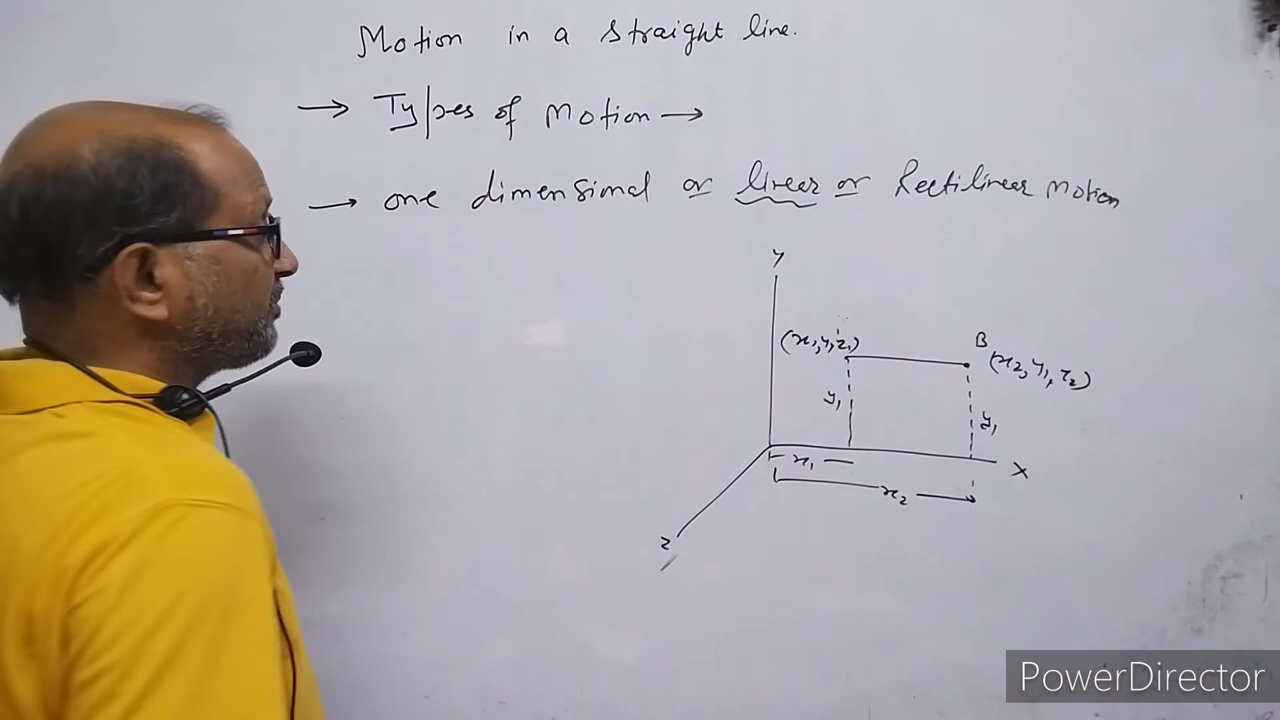 Motion in a straight line.
→ Types of Motion →
→ one dimensional or linear or Rectilinear Motion
Y
B
(x1,y,z1)
(x2, y1, z2)
y1
y1
x1
X
x2
Z
PowerDirector